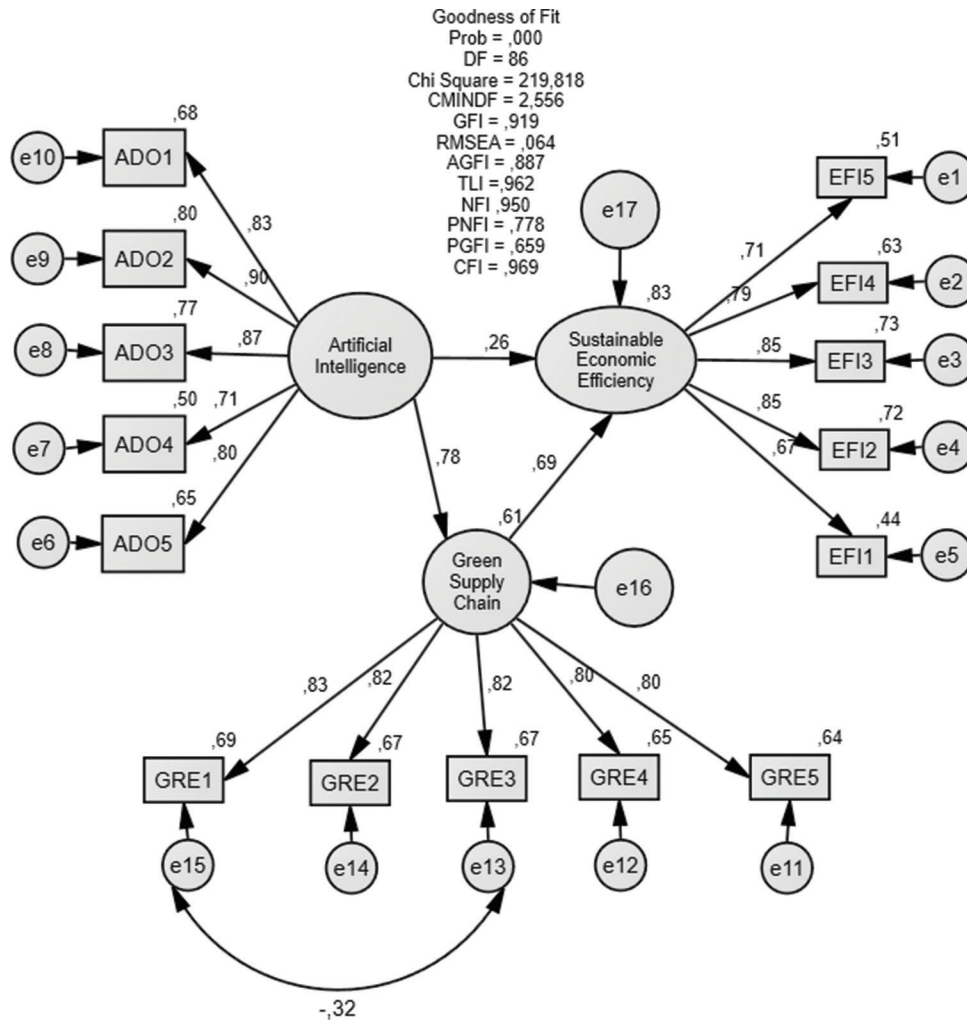 Goodness of Fit
Prob = ,000
DF = 86
Chi Square = 219,818
CMINDF = 2,556
GFI = ,919
RMSEA = ,064
AGFI = ,887
TLI =,962
NFI ,950
PNFI = ,778
PGFI = ,659
CFI = ,969
,68
e10
ADO1
,83
,80
e9
ADO2
,90
,77
e8
ADO3
,87
,50
,71
e7
ADO4
,80
,65
e6
ADO5
Artificial
Intelligence
,26
,78
e17
,83
Sustainable
Economic
Efficiency
,69
,51
EFI5
e1
,71
,63
EFI4
e2
,79
,73
EFI3
e3
,85
,72
EFI2
e4
,85
,44
EFI1
e5
,67
,61
Green
Supply
Chain
e16
,83
,82
,82
,80
,80
,69
,67
,67
,65
,64
GRE1
GRE2
GRE3
GRE4
GRE5
e15
e14
e13
e12
e11
-,32